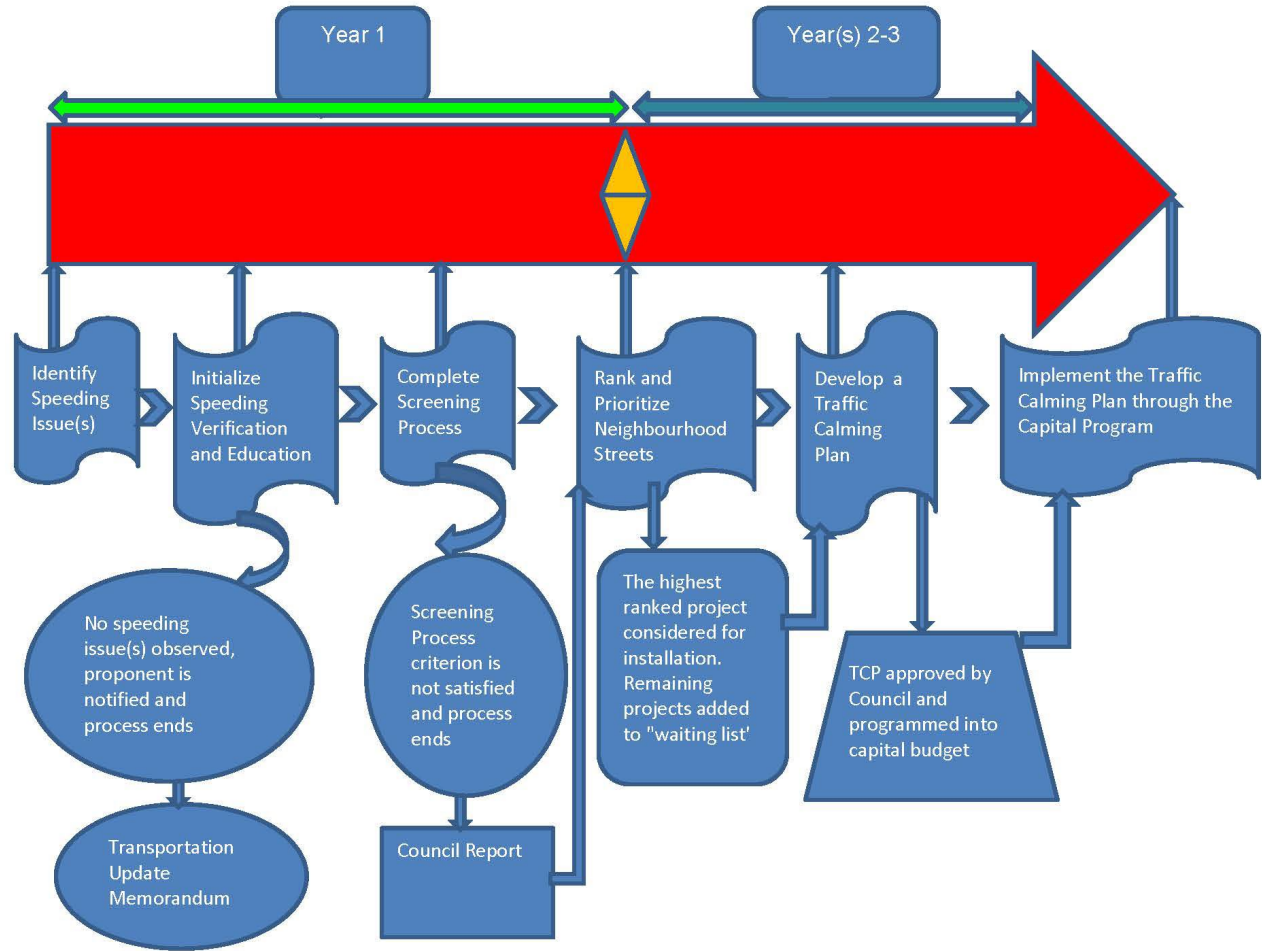 Year 1
Year(s) 2-3
Identify
Speeding
Issue(s)
Initialize
Speeding
Verification
and Education
Complete
Screening
Process
Rank and
Prioritize
Neighbourhood
Streets
Develop a
Traffic
Calming
Plan
Implement the Traffic
Calming Plan through the
Capital Program
No speeding
issue(s) observed,
proponent is
notified and
process ends
Screening
Process
criterion is
not satisfied
and process
ends
The highest
ranked project
considered for
installation.
Remaining
projects added
to "waiting list'
TCP approved by
Council and
programmed into
capital budget
Transportation
Update
Memorandum
Council Report